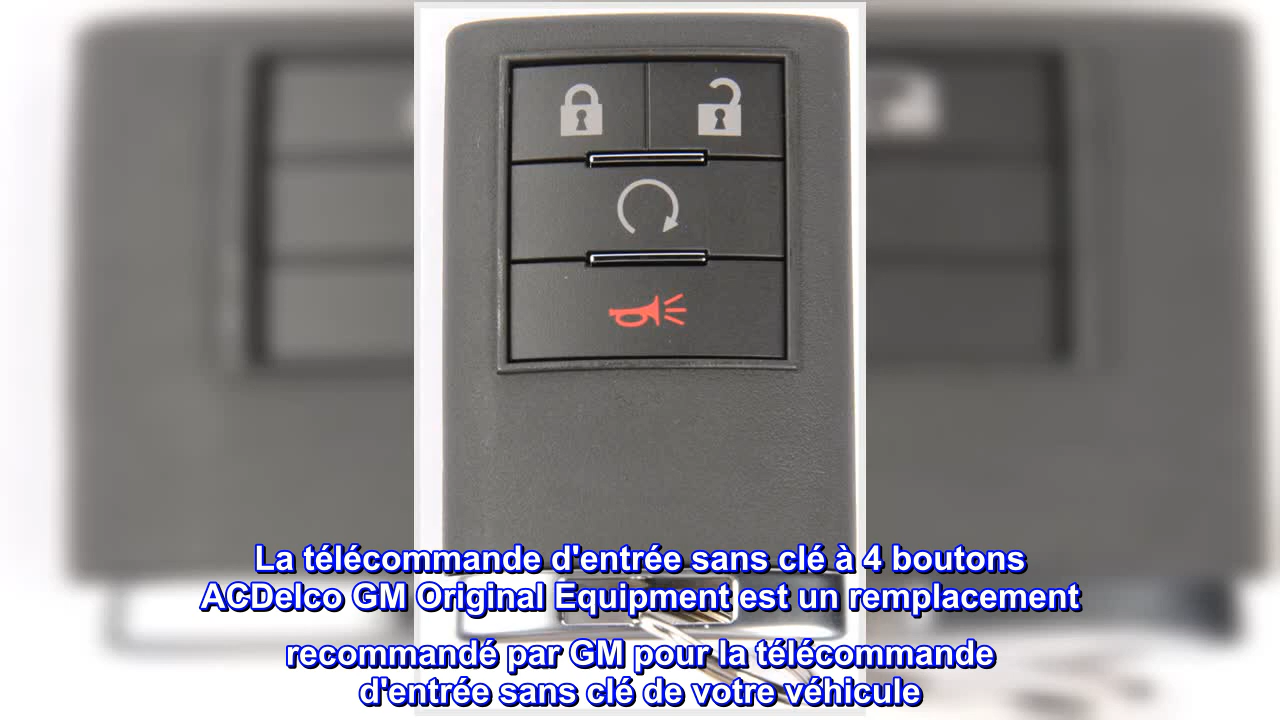 La télécommande d'entrée sans clé à 4 boutons
ACDelco GM Original Equipment est un remplacement
recommandé par GM pour la télécommande
d'entrée sans clé de votre véhicule